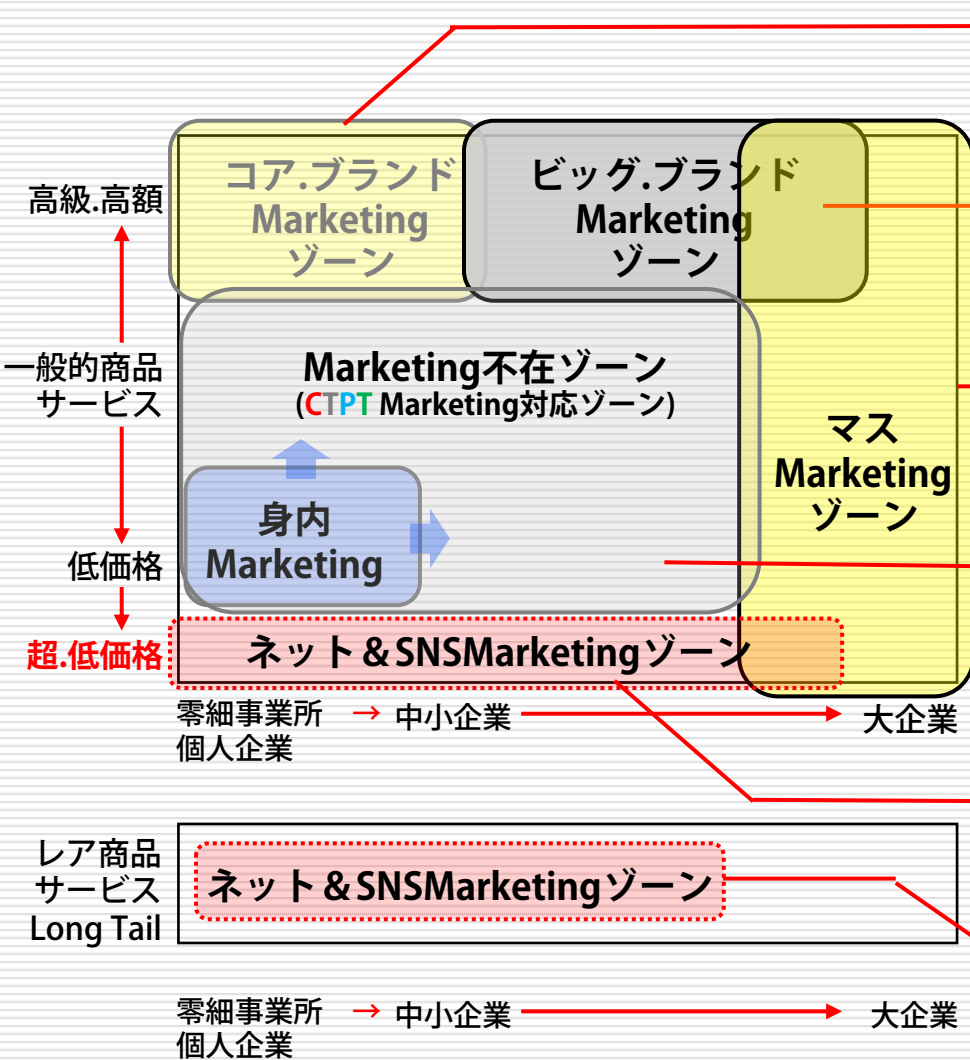 コア.ブランド
Marketing
ゾーン
ビッグ.ブランド
Marketing
ゾーン
高級.高額
一般的商品
サービス
低価格
超.低価格
Marketing不在ゾーン
(CTPT Marketing対応ゾーン)
マス
Marketing
ゾーン
身内
Marketing
ネット&SNSMarketingゾーン
零細事業所 → 中小企業
個人企業
大企業
レア商品
サービス
Long Tail
ネット&SNSMarketingゾーン
零細事業所 → 中小企業
個人企業
大企業